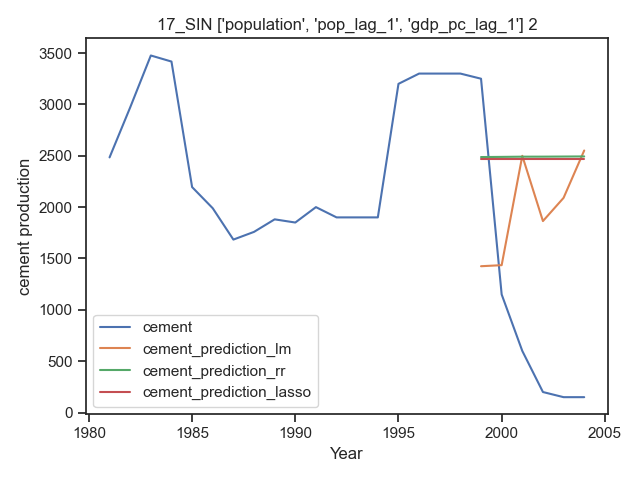 17_SIN ['population', 'pop_lag_1', 'gdp_pc_lag_1'] 2
3500
3000
2500
2000
1500
1000
500
0
cement production
cement
cement_prediction_lm
cement_prediction_rr
cement_prediction_lasso
1980 1985 1990 1995 2000 2005
Year